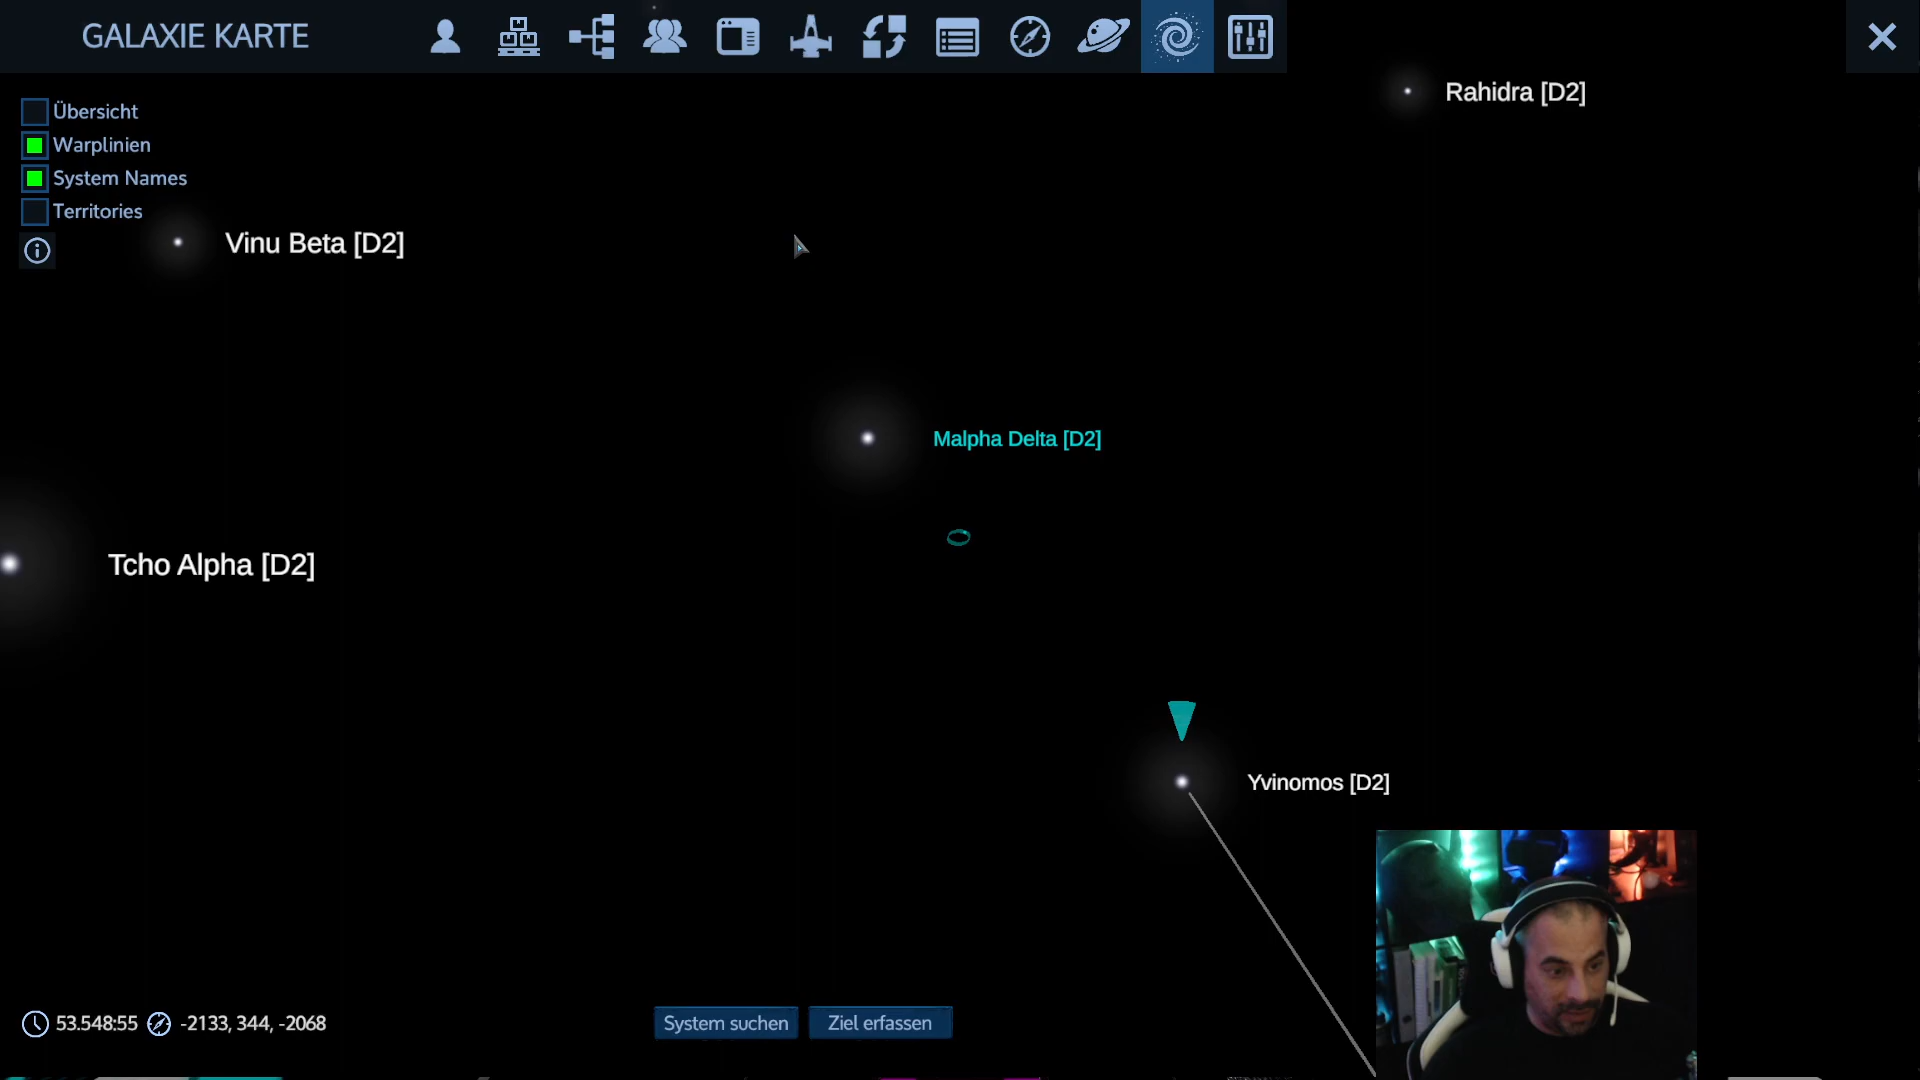 GALAXIE KARTE
Rahidra [D2]
Übersicht
Warplinien
System Names
Territories
Vinu Beta [D2]
Malpha Delta [D2]
Tcho Alpha [D2]
Yvinomos [D2]
53.548:55 -2133, 344, -2068
System suchen
Ziel erfassen